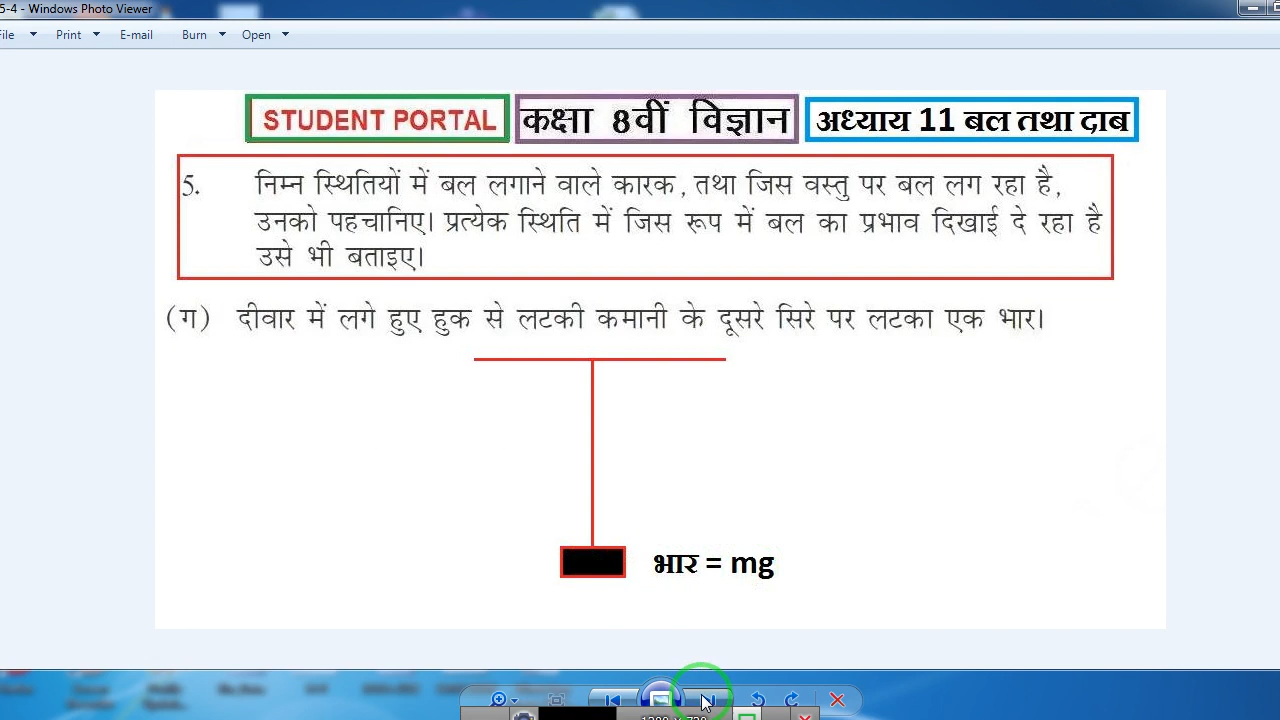 5-4 - Windows Photo Viewer
File Print E-mail Burn Open
STUDENT PORTAL कक्षा 8वीं विज्ञान अध्याय 11 बल तथा दाब
5. निम्न स्थितियों में बल लगाने वाले कारक, तथा जिस वस्तु पर बल लग रहा है,
उनको पहचानिए। प्रत्येक स्थिति में जिस रूप में बल का प्रभाव दिखाई दे रहा है
उसे भी बताइए।
(ग) दीवार में लगे हुए हुक से लटकी कमानी के दूसरे सिरे पर लटका एक भार।
भार = mg